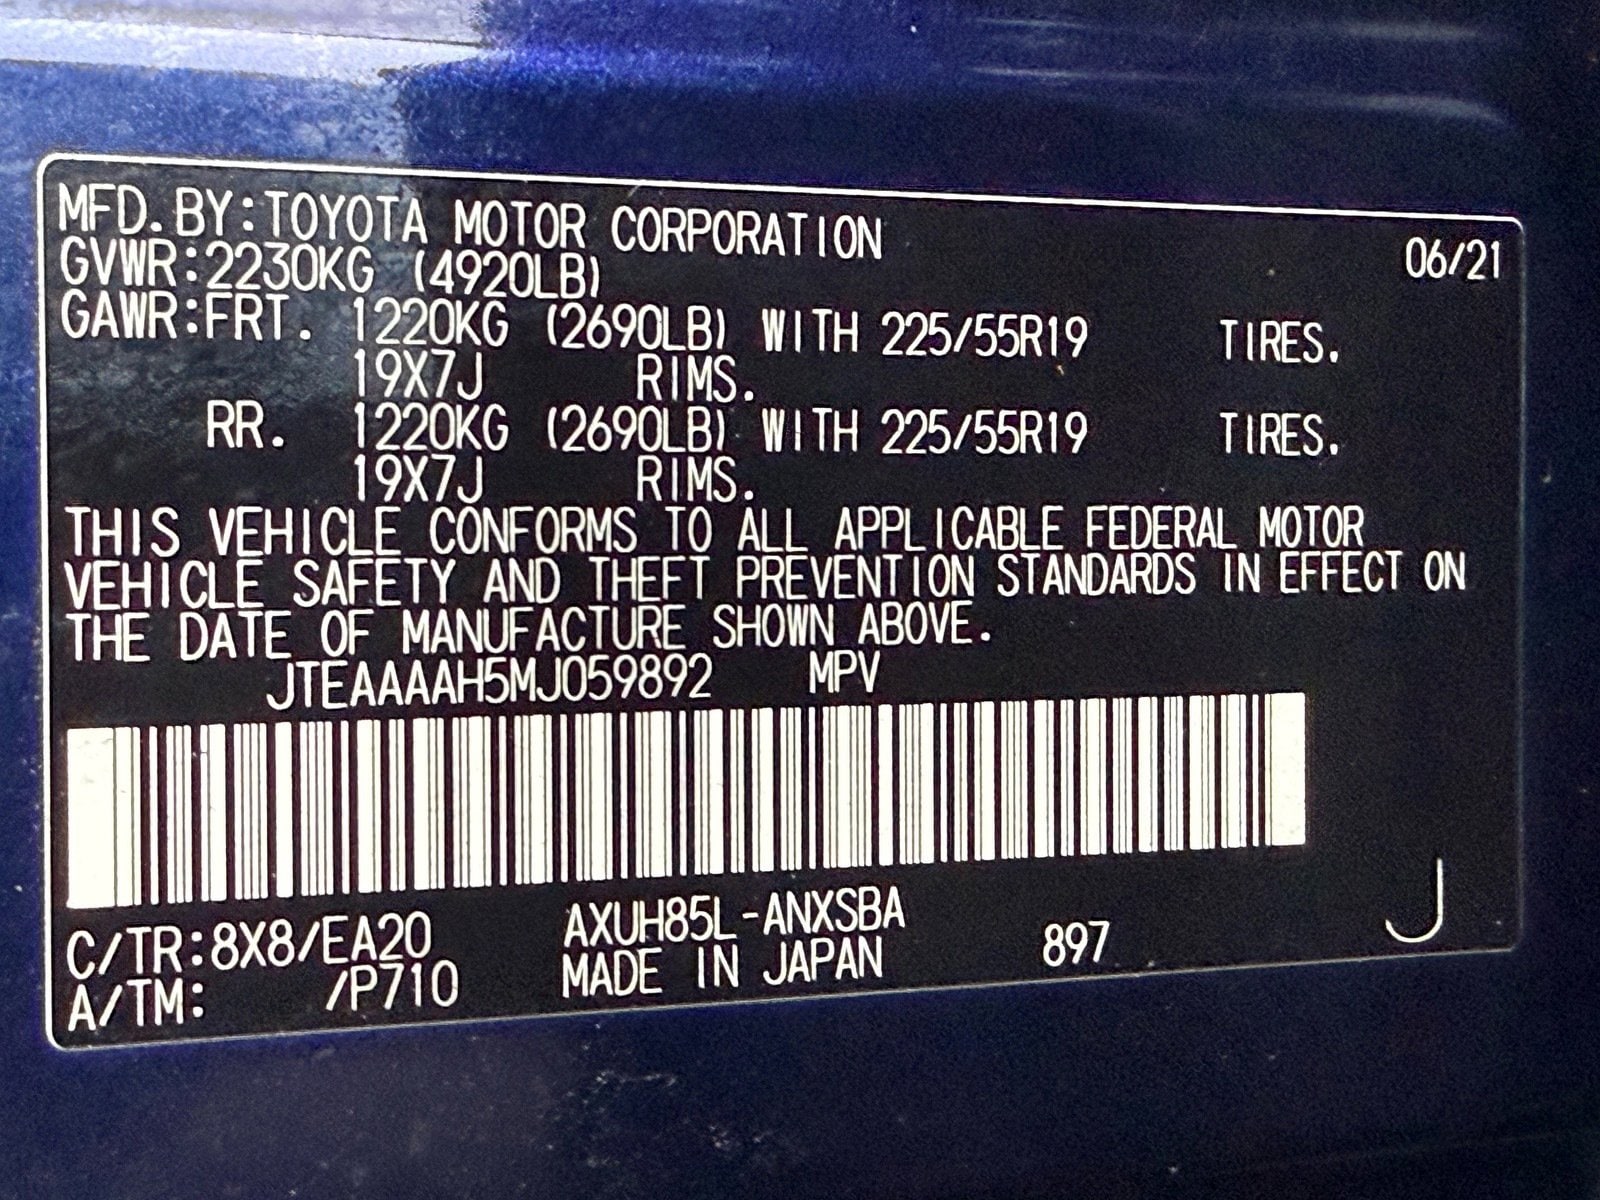 MFD. BY:TOYOTA MOTOR CORPORATION 06/21
GVWR:2230KG (4920LB)
GAWR:FRT. 1220KG (2690LB) WITH 225/55R19 TIRES.
19X7J RIMS.
RR. 1220KG (2690LB) WITH 225/55R19 TIRES.
19X7J RIMS.
THIS VEHICLE CONFORMS TO ALL APPLICABLE FEDERAL MOTOR
VEHICLE SAFETY AND THEFT PREVENTION STANDARDS IN EFFECT ON
THE DATE OF MANUFACTURE SHOWN ABOVE.
JTEAAAAH5MJ059892 MPV
C/TR:8X8/EA20 AXUH85L-ANXSBA
A/TM: /P710 MADE IN JAPAN 897 J